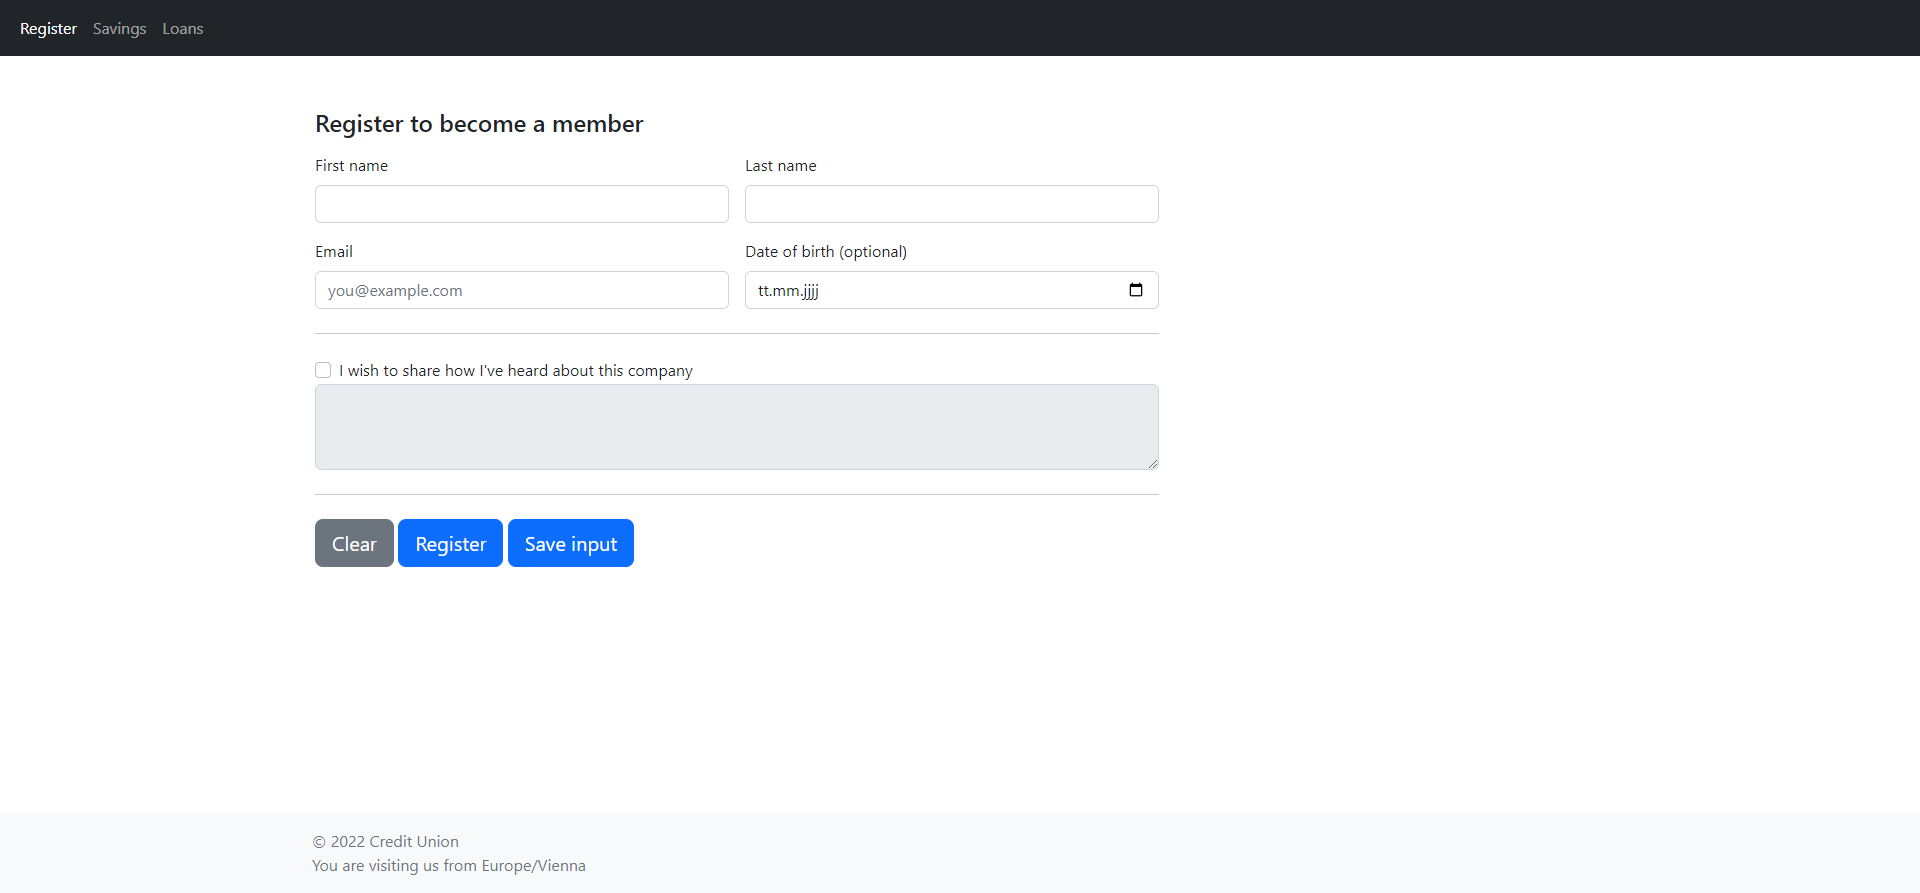 Register Savings Loans
Register to become a member
First name Last name
Email Date of birth (optional)
you@example.com tt.mm.jjjj
I wish to share how I've heard about this company
Clear Register Save input
© 2022 Credit Union
You are visiting us from Europe/Vienna